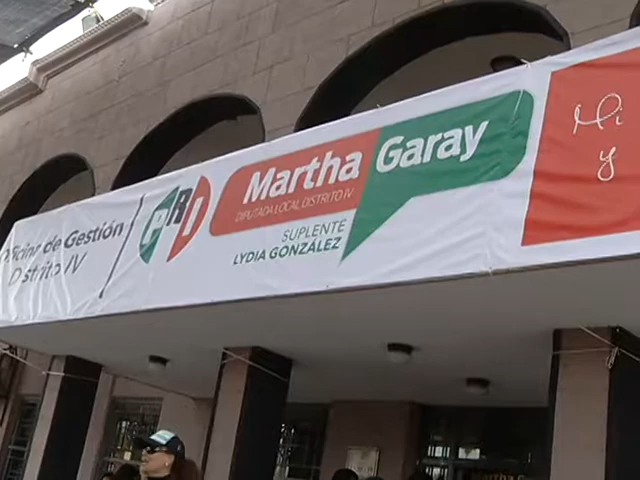 Oficina de Gestión
Distrito IV
PRI
Martha Garay
DIPUTADA LOCAL DISTRITO IV
SUPLENTE
LYDIA GONZÁLEZ
Mi
y